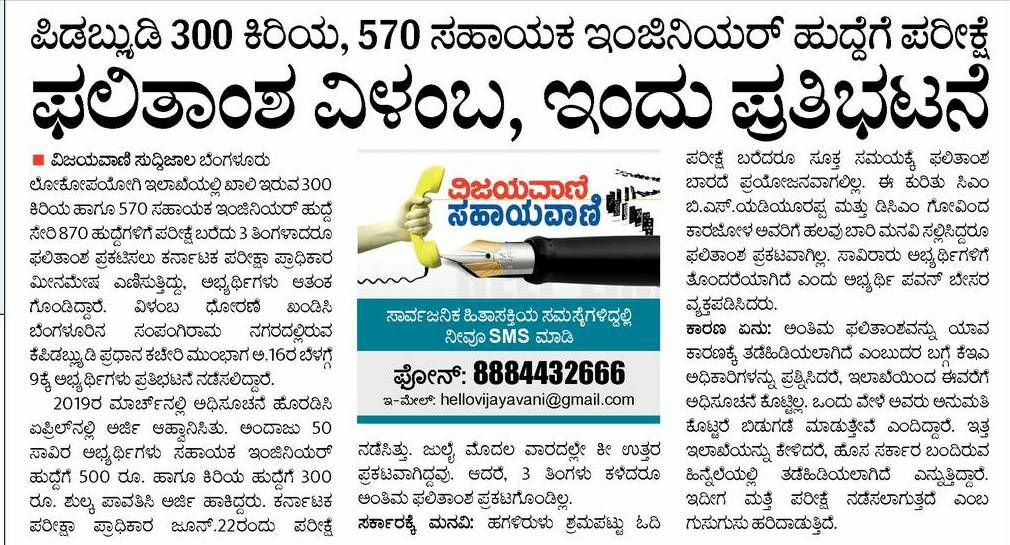 ಪಿಡಬ್ಲ್ಯುಡಿ 300 ಕಿರಿಯ, 570 ಸಹಾಯಕ ಇಂಜಿನಿಯರ್ ಹುದ್ದೆಗೆ ಪರೀಕ್ಷೆ
ಫಲಿತಾಂಶ ವಿಳಂಬ, ಇಂದು ಪ್ರತಿಭಟನೆ
■ ವಿಜಯವಾಣಿ ಸುದ್ದಿಜಾಲ ಬೆಂಗಳೂರು
ಲೋಕೋಪಯೋಗಿ ಇಲಾಖೆಯಲ್ಲಿ ಖಾಲಿ ಇರುವ 300
ಕಿರಿಯ ಹಾಗೂ 570 ಸಹಾಯಕ ಇಂಜಿನಿಯರ್ ಹುದ್ದೆ
ಸೇರಿ 870 ಹುದ್ದೆಗಳಿಗೆ ಪರೀಕ್ಷೆ ಬರೆದು 3 ತಿಂಗಳಾದರೂ
ಫಲಿತಾಂಶ ಪ್ರಕಟಿಸಲು ಕರ್ನಾಟಕ ಪರೀಕ್ಷಾ ಪ್ರಾಧಿಕಾರ
ಮೀನಮೇಷ ಎಣಿಸುತ್ತಿದ್ದು, ಅಭ್ಯರ್ಥಿಗಳು ಆತಂಕ
ಗೊಂಡಿದ್ದಾರೆ. ವಿಳಂಬ ಧೋರಣೆ ಖಂಡಿಸಿ
ಬೆಂಗಳೂರಿನ ಸಂಪಂಗಿರಾಮ ನಗರದಲ್ಲಿರುವ
ಕೆಪಿಡಬ್ಲ್ಯುಡಿ ಪ್ರಧಾನ ಕಚೇರಿ ಮುಂಭಾಗ ಅ.16ರ ಬೆಳಗ್ಗೆ
9ಕ್ಕೆ ಅಭ್ಯರ್ಥಿಗಳು ಪ್ರತಿಭಟನೆ ನಡೆಸಲಿದ್ದಾರೆ.
2019ರ ಮಾರ್ಚ್‌ನಲ್ಲಿ ಅಧಿಸೂಚನೆ ಹೊರಡಿಸಿ
ಏಪ್ರಿಲ್‌ನಲ್ಲಿ ಅರ್ಜಿ ಆಹ್ವಾನಿಸಿತು. ಅಂದಾಜು 50
ಸಾವಿರ ಅಭ್ಯರ್ಥಿಗಳು ಸಹಾಯಕ ಇಂಜಿನಿಯರ್
ಹುದ್ದೆಗೆ 500 ರೂ. ಹಾಗೂ ಕಿರಿಯ ಹುದ್ದೆಗೆ 300
ರೂ. ಶುಲ್ಕ ಪಾವತಿಸಿ ಅರ್ಜಿ ಹಾಕಿದ್ದರು. ಕರ್ನಾಟಕ
ಪರೀಕ್ಷಾ ಪ್ರಾಧಿಕಾರ ಜೂನ್.22ರಂದು ಪರೀಕ್ಷೆ
ವಿಜಯವಾಣಿ
ಸಹಾಯವಾಣಿ
ಸಾರ್ವಜನಿಕ ಹಿತಾಸಕ್ತಿಯ ಸಮಸ್ಯೆಗಳಿದ್ದಲ್ಲಿ
ನೀವೂ SMS ಮಾಡಿ
ಫೋನ್: 8884432666
ಇ-ಮೇಲ್: hellovijayavani@gmail.com
ನಡೆಸಿತ್ತು. ಜುಲೈ ಮೊದಲ ವಾರದಲ್ಲೇ ಕೀ ಉತ್ತರ
ಪ್ರಕಟವಾಗಿದ್ದವು. ಆದರೆ, 3 ತಿಂಗಳು ಕಳೆದರೂ
ಅಂತಿಮ ಫಲಿತಾಂಶ ಪ್ರಕಟಗೊಂಡಿಲ್ಲ.
ಸರ್ಕಾರಕ್ಕೆ ಮನವಿ: ಹಗಳಿರುಳು ಶ್ರಮಪಟ್ಟು ಓದಿ
ಪರೀಕ್ಷೆ ಬರೆದರೂ ಸೂಕ್ತ ಸಮಯಕ್ಕೆ ಫಲಿತಾಂಶ
ಬಾರದೆ ಪ್ರಯೋಜನವಾಗಲಿಲ್ಲ. ಈ ಕುರಿತು ಸಿಎಂ
ಬಿ.ಎಸ್.ಯಡಿಯೂರಪ್ಪ ಮತ್ತು ಡಿಸಿಎಂ ಗೋವಿಂದ
ಕಾರಜೋಳ ಅವರಿಗೆ ಹಲವು ಬಾರಿ ಮನವಿ ಸಲ್ಲಿಸಿದ್ದರೂ
ಫಲಿತಾಂಶ ಪ್ರಕಟವಾಗಿಲ್ಲ. ಸಾವಿರಾರು ಅಭ್ಯರ್ಥಿಗಳಿಗೆ
ತೊಂದರೆಯಾಗಿದೆ ಎಂದು ಅಭ್ಯರ್ಥಿ ಪವನ್ ಬೇಸರ
ವ್ಯಕ್ತಪಡಿಸಿದರು.
ಕಾರಣ ಏನು: ಅಂತಿಮ ಫಲಿತಾಂಶವನ್ನು ಯಾವ
ಕಾರಣಕ್ಕೆ ತಡೆಹಿಡಿಯಲಾಗಿದೆ ಎಂಬುದರ ಬಗ್ಗೆ ಕೆಇಎ
ಅಧಿಕಾರಿಗಳನ್ನು ಪ್ರಶ್ನಿಸಿದರೆ, ಇಲಾಖೆಯಿಂದ ಈವರೆಗೆ
ಅಧಿಸೂಚನೆ ಕೊಟ್ಟಿಲ್ಲ. ಒಂದು ವೇಳೆ ಅವರು ಅನುಮತಿ
ಕೊಟ್ಟರೆ ಬಿಡುಗಡೆ ಮಾಡುತ್ತೇವೆ ಎಂದಿದ್ದಾರೆ. ಇತ್ತ
ಇಲಾಖೆಯನ್ನು ಕೇಳಿದರೆ, ಹೊಸ ಸರ್ಕಾರ ಬಂದಿರುವ
ಹಿನ್ನೆಲೆಯಲ್ಲಿ ತಡೆಹಿಡಿಯಲಾಗಿದೆ ಎನ್ನುತ್ತಿದ್ದಾರೆ.
ಇದೀಗ ಮತ್ತೆ ಪರೀಕ್ಷೆ ನಡೆಸಲಾಗುತ್ತದೆ ಎಂಬ
ಗುಸುಗುಸು ಹರಿದಾಡುತ್ತಿದೆ.